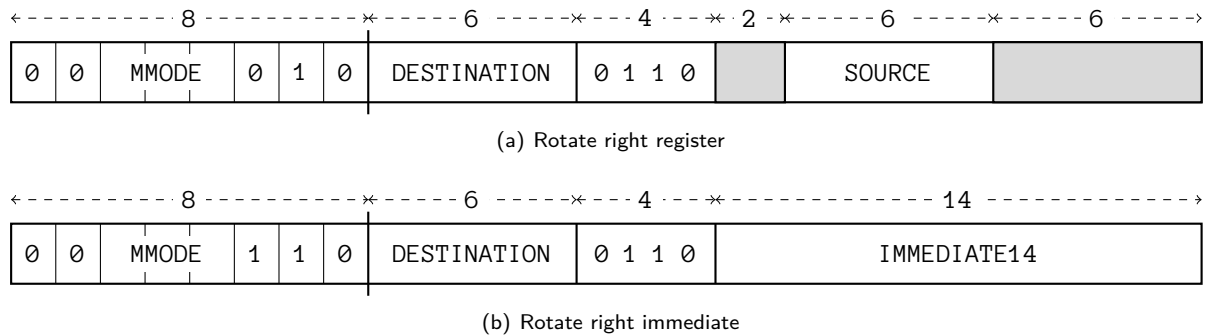 8 6 4 2 6 6
0 0 MMODE 0 1 0 DESTINATION 0 1 1 0 SOURCE
(a) Rotate right register
8 6 4 14
0 0 MMODE 1 1 0 DESTINATION 0 1 1 0 IMMEDIATE14
(b) Rotate right immediate